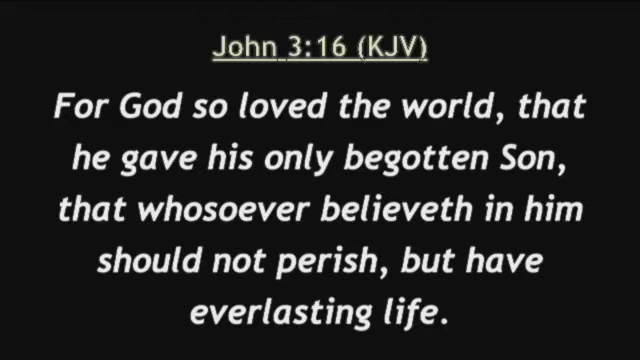 John 3:16 (KJV)
For God so loved the world, that
he gave his only begotten Son,
that whosoever believeth in him
should not perish, but have
everlasting life.